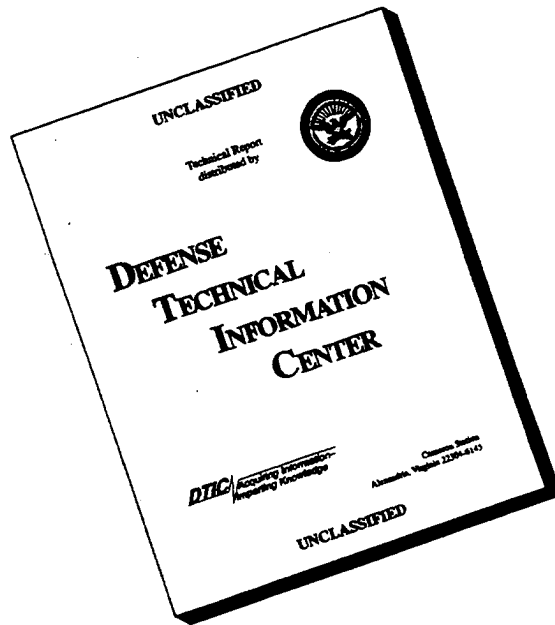 UNCLASSIFIED
Technical Report
distributed by
DEFENSE
TECHNICAL
INFORMATION
CENTER
DTIC
Acquiring Information-
Imparting Knowledge
Cameron Station
Alexandria, Virginia 22304-6145
UNCLASSIFIED